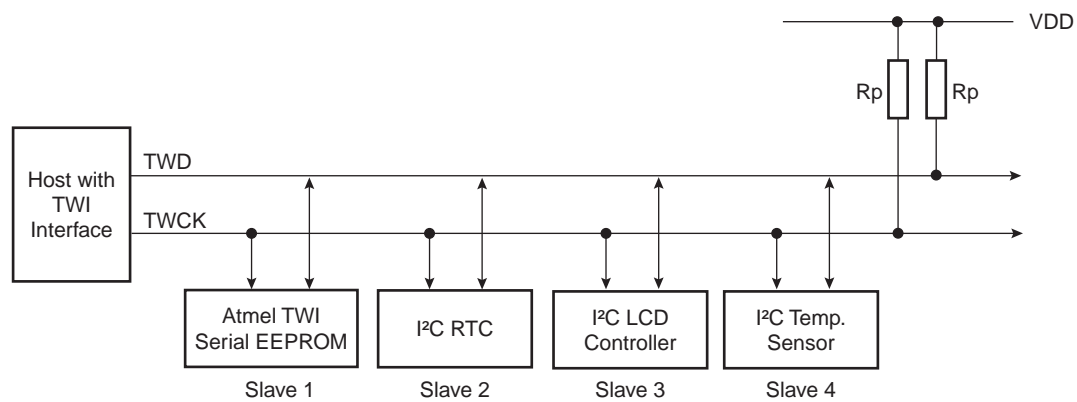 VDD
Rp
Rp
Host with
TWI
Interface
TWD
TWCK
Atmel TWI
Serial EEPROM
I²C RTC
I²C LCD
Controller
I²C Temp.
Sensor
Slave 1
Slave 2
Slave 3
Slave 4